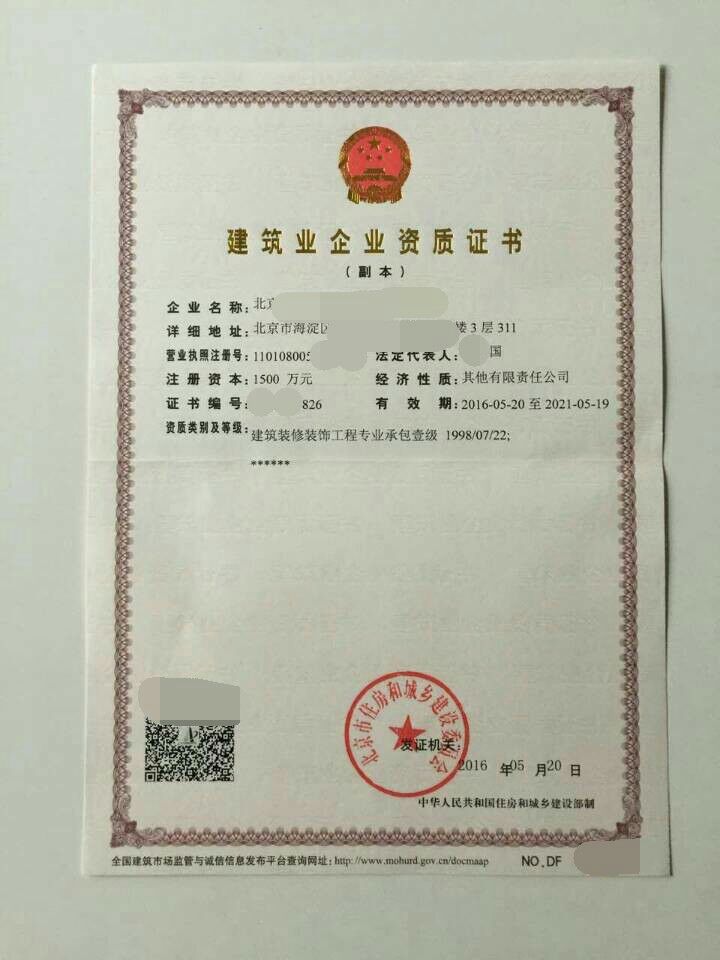 建筑业企业资质证书
（副本）
企业名称：北京
详细地址：北京市海淀区 楼3层311
营业执照注册号：110108005 法定代表人： 国
注册资本：1500 万元 经济性质：其他有限责任公司
证书编号： 826 有效期：2016-05-20 至 2021-05-19
资质类别及等级：建筑装修装饰工程专业承包壹级 1998/07/22;
******
北京市住房和城乡建设委员会
发证机关：
2016 年 05 月 20 日
中华人民共和国住房和城乡建设部制
全国建筑市场监管与诚信信息发布平台查询网址：http://www.mohurd.gov.cn/docmaap NO.DF